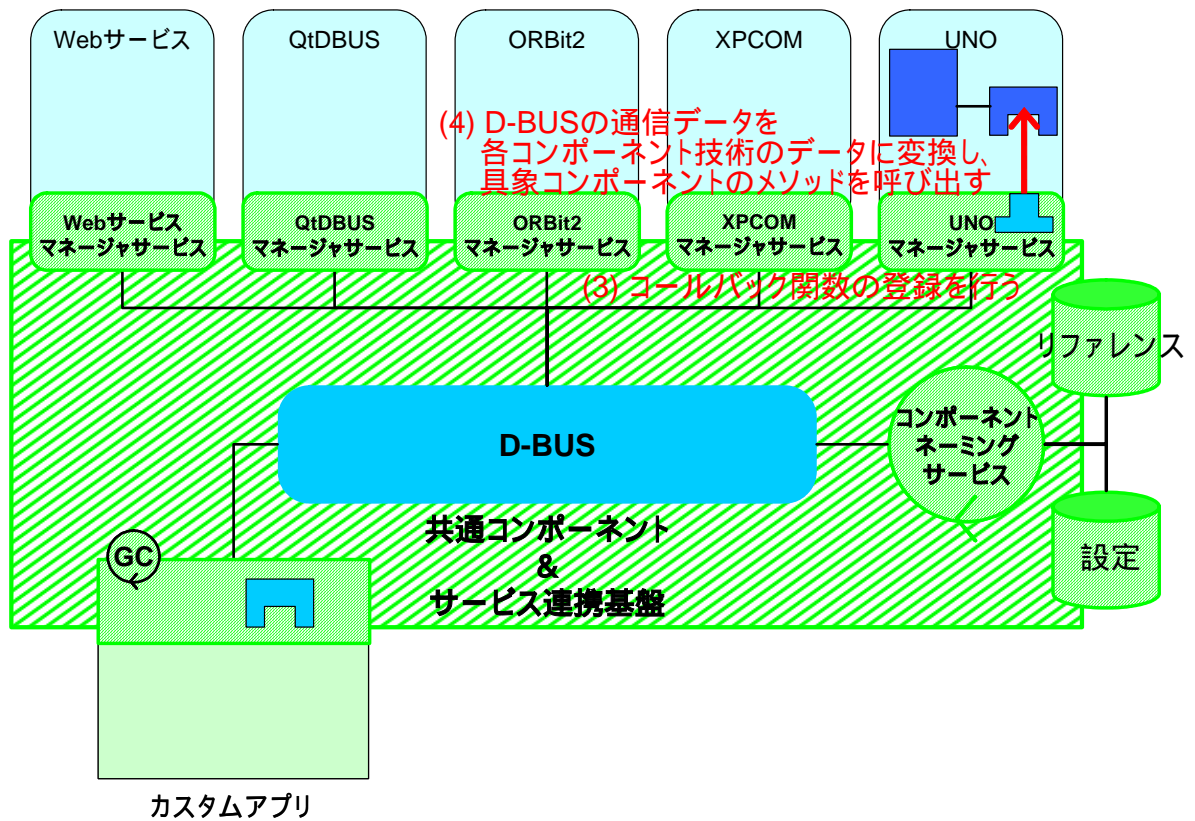 Webサービス
QtDBUS
ORBit2
XPCOM
UNO
(4) D-BUSの通信データを
各コンポーネント技術のデータに変換し、
具象コンポーネントのメソッドを呼び出す
Webサービス
マネージャサービス
QtDBUS
マネージャサービス
ORBit2
マネージャサービス
XPCOM
マネージャサービス
UNO
マネージャサービス
(3) コールバック関数の登録を行う
リファレンス
コンポーネント
ネーミング
サービス
D-BUS
共通コンポーネント
&
サービス連携基盤
設定
GC
カスタムアプリ